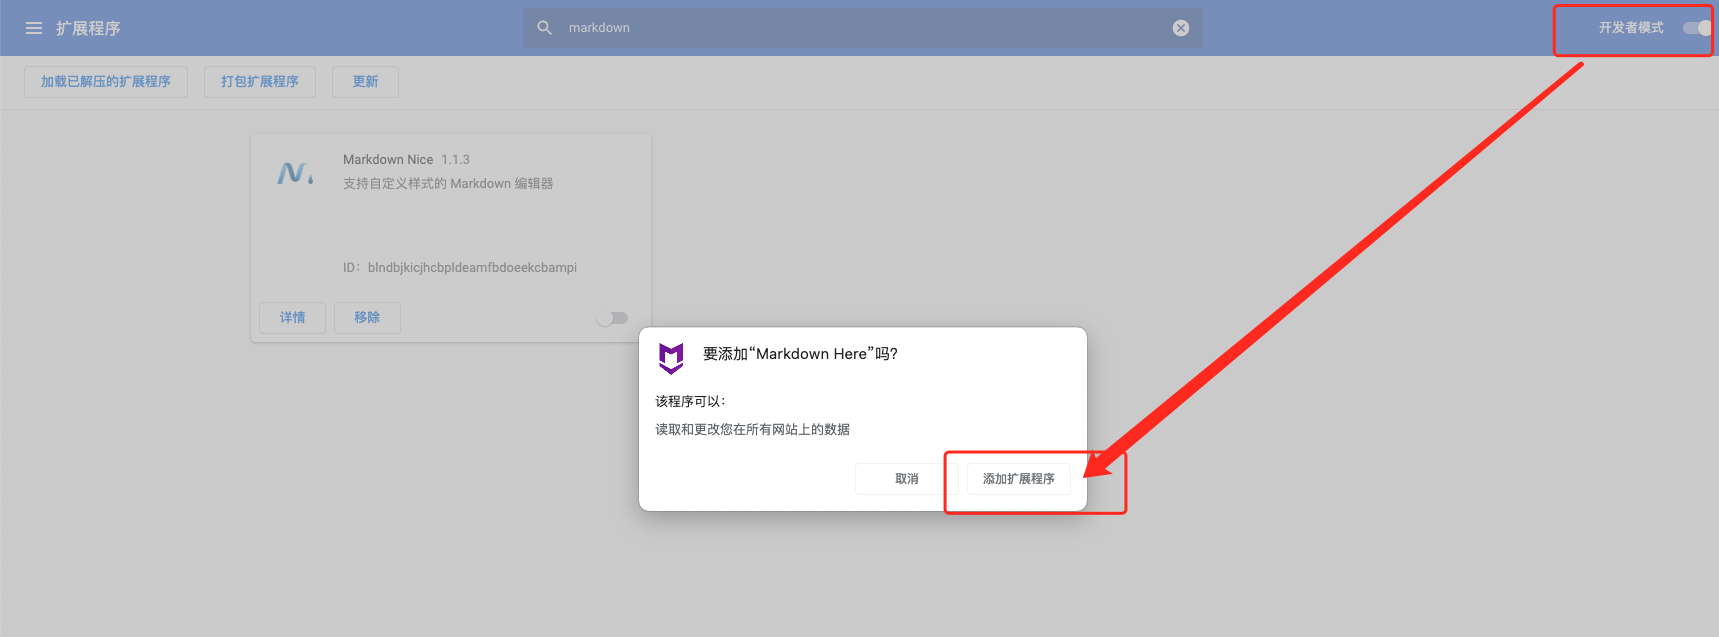 扩展程序
markdown
开发者模式
加载已解压的扩展程序
打包扩展程序
更新
Markdown Nice 1.1.3
支持自定义样式的 Markdown 编辑器
ID：blndbjkicjhcbpldeamfbdoeekcbampi
详情
移除
要添加“Markdown Here”吗？
该程序可以：
读取和更改您在所有网站上的数据
取消
添加扩展程序